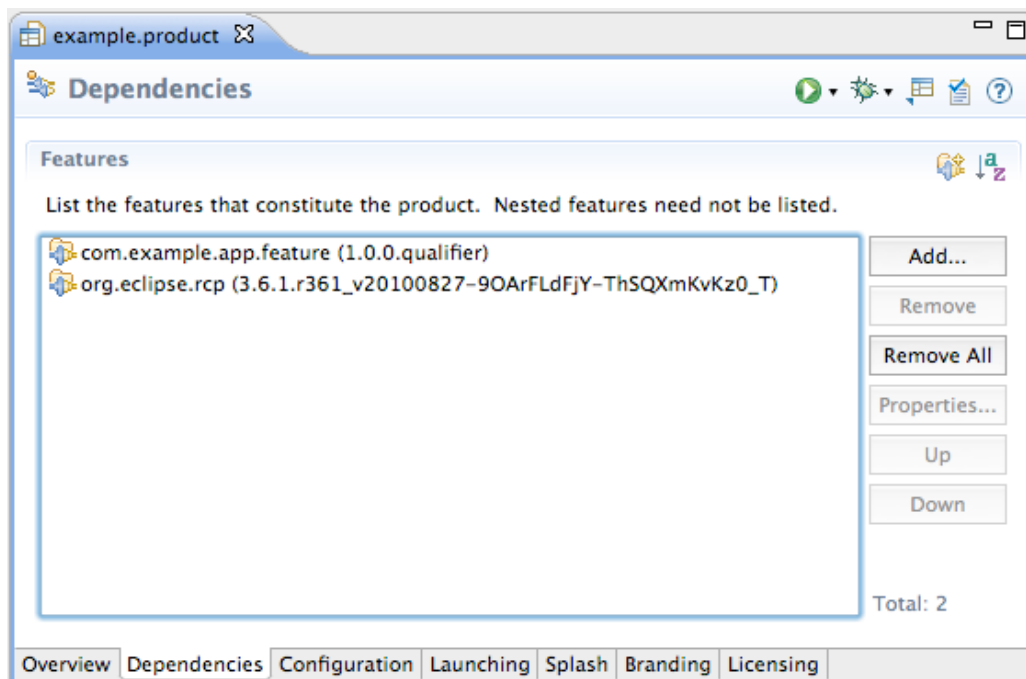 example.product
Dependencies
Features
List the features that constitute the product.  Nested features need not be listed.
com.example.app.feature (1.0.0.qualifier)
org.eclipse.rcp (3.6.1.r361_v20100827-9OArFLdFjY-ThSQXmKvKz0_T)
Add...
Remove
Remove All
Properties...
Up
Down
Total: 2
Overview Dependencies Configuration Launching Splash Branding Licensing